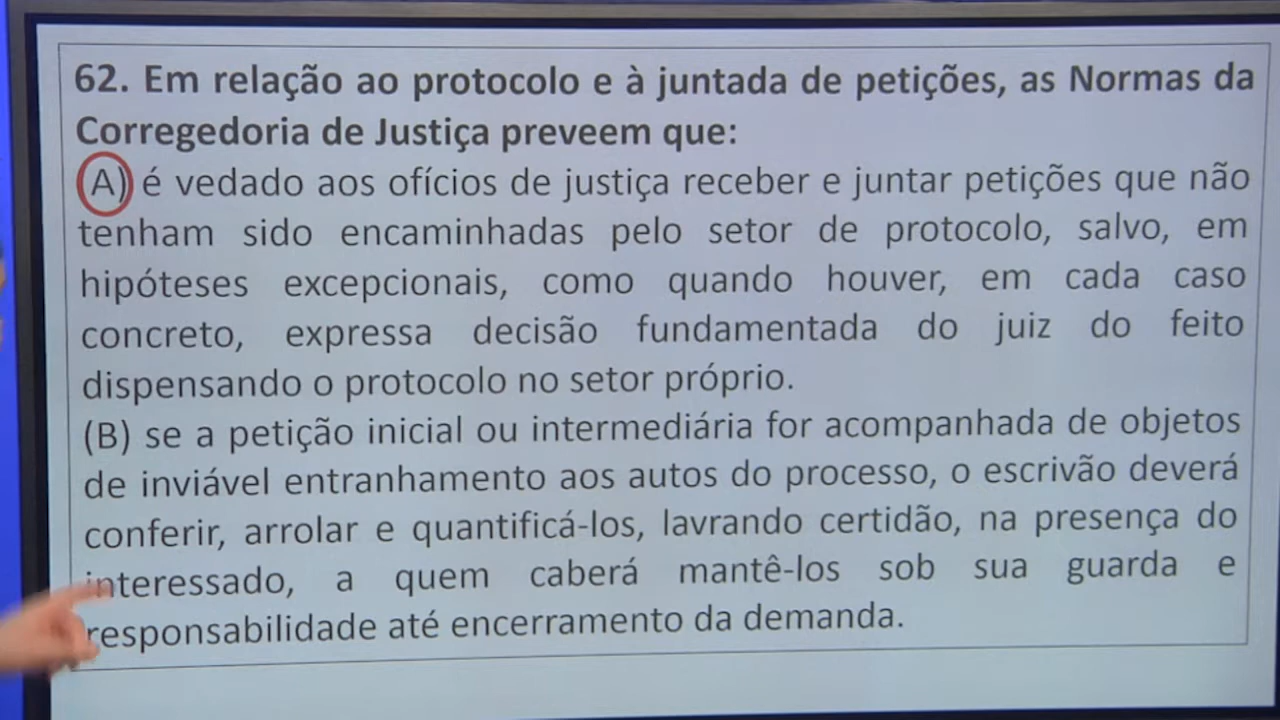 62. Em relação ao protocolo e à juntada de petições, as Normas da
Corregedoria de Justiça preveem que:
A) é vedado aos ofícios de justiça receber e juntar petições que não
tenham sido encaminhadas pelo setor de protocolo, salvo, em
hipóteses excepcionais, como quando houver, em cada caso
concreto, expressa decisão fundamentada do juiz do feito
dispensando o protocolo no setor próprio.
(B) se a petição inicial ou intermediária for acompanhada de objetos
de inviável entranhamento aos autos do processo, o escrivão deverá
conferir, arrolar e quantificá-los, lavrando certidão, na presença do
interessado, a quem caberá mantê-los sob sua guarda e
responsabilidade até encerramento da demanda.